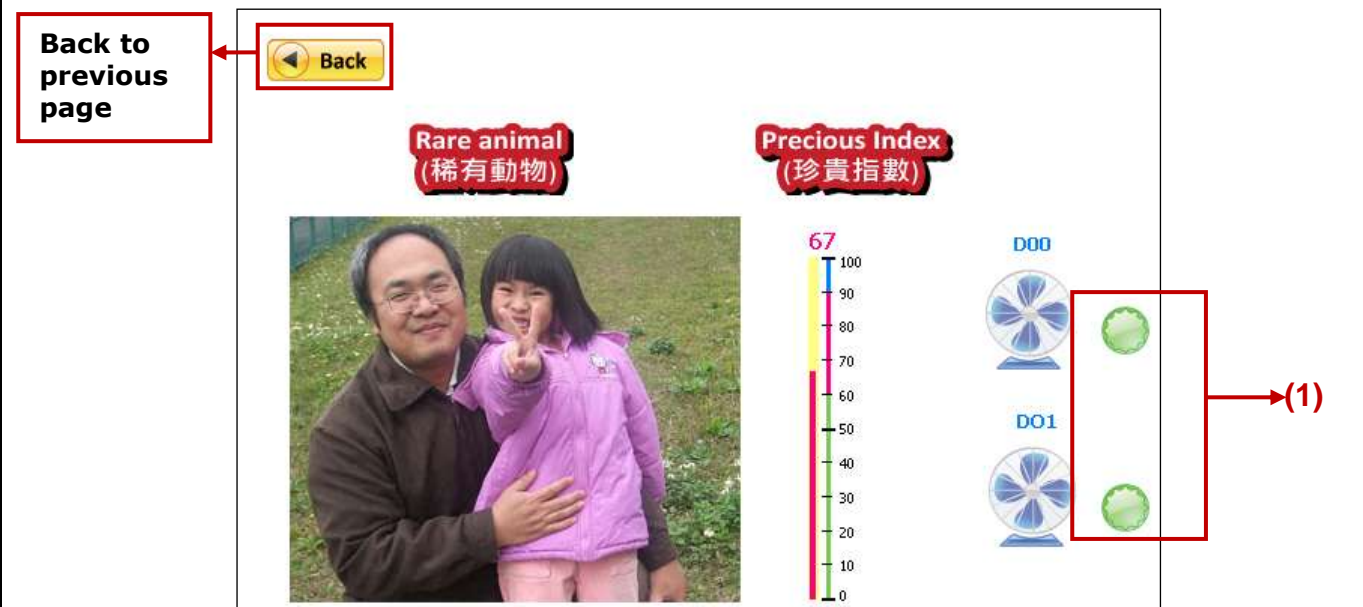 Back to
previous
page
Back
Rare animal
(稀有動物)
Precious Index
(珍貴指數)
67
100
90
80
70
60
50
40
30
20
10
0
DO0
DO1
(1)